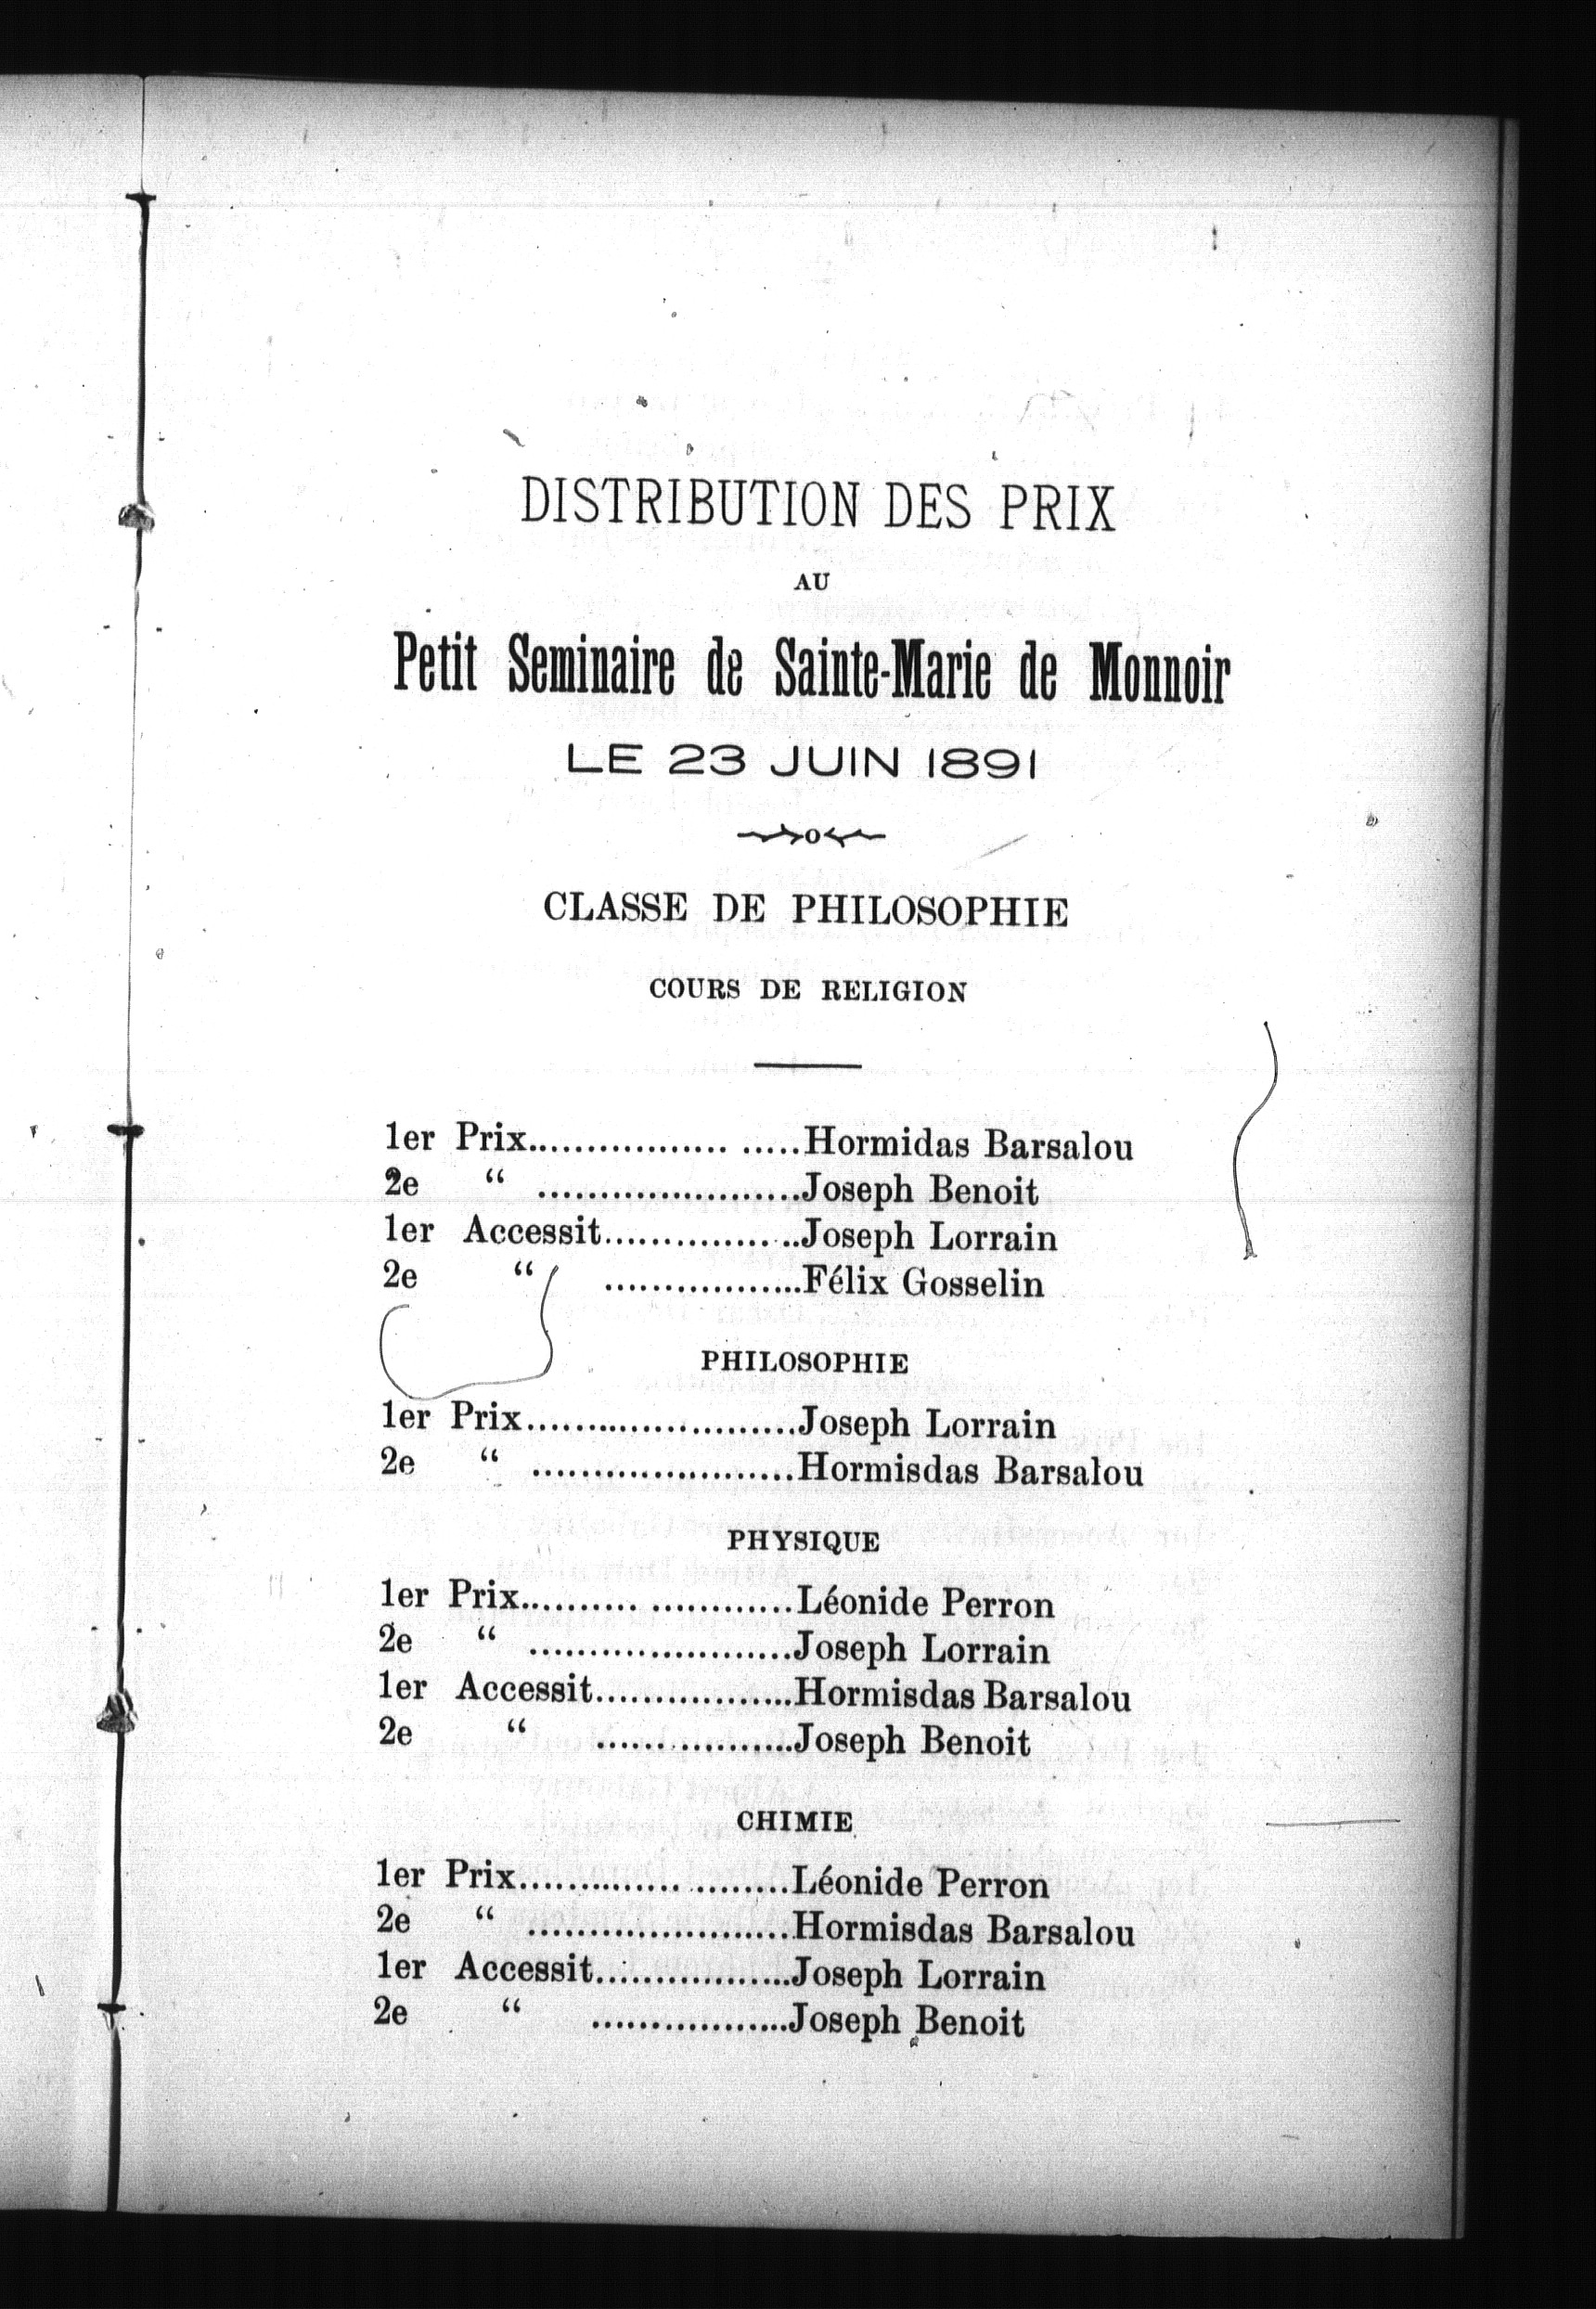 DISTRIBUTION DES PRIX
AU
Petit Seminaire de Sainte-Marie de Monnoir
LE 23 JUIN 1891
CLASSE DE PHILOSOPHIE
COURS DE RELIGION
1er Prix....................... Hormidas Barsalou
2e “ ....................... Joseph Benoit
1er Accessit................. Joseph Lorrain
2e “ ................. Félix Gosselin
PHILOSOPHIE
1er Prix....................... Joseph Lorrain
2e “ ....................... Hormisdas Barsalou
PHYSIQUE
1er Prix....................... Léonide Perron
2e “ ....................... Joseph Lorrain
1er Accessit................. Hormisdas Barsalou
2e “ ................. Joseph Benoit
CHIMIE
1er Prix....................... Léonide Perron
2e “ ....................... Hormisdas Barsalou
1er Accessit................. Joseph Lorrain
2e “ ................. Joseph Benoit